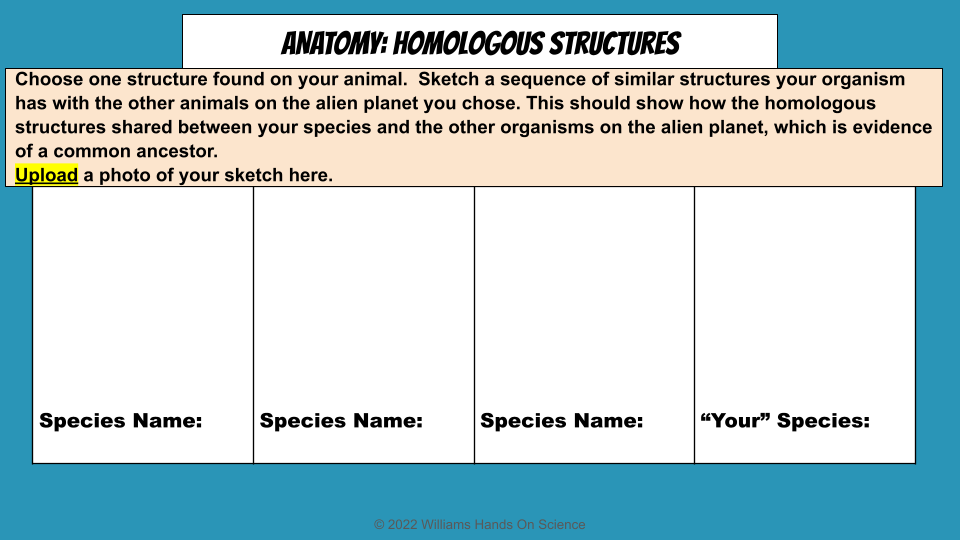 ANATOMY: HOMOLOGOUS STRUCTURES
Choose one structure found on your animal.  Sketch a sequence of similar structures your organism
has with the other animals on the alien planet you chose. This should show how the homologous
structures shared between your species and the other organisms on the alien planet, which is evidence
of a common ancestor.
Upload a photo of your sketch here.
Species Name:
Species Name:
Species Name:
“Your” Species:
© 2022 Williams Hands On Science